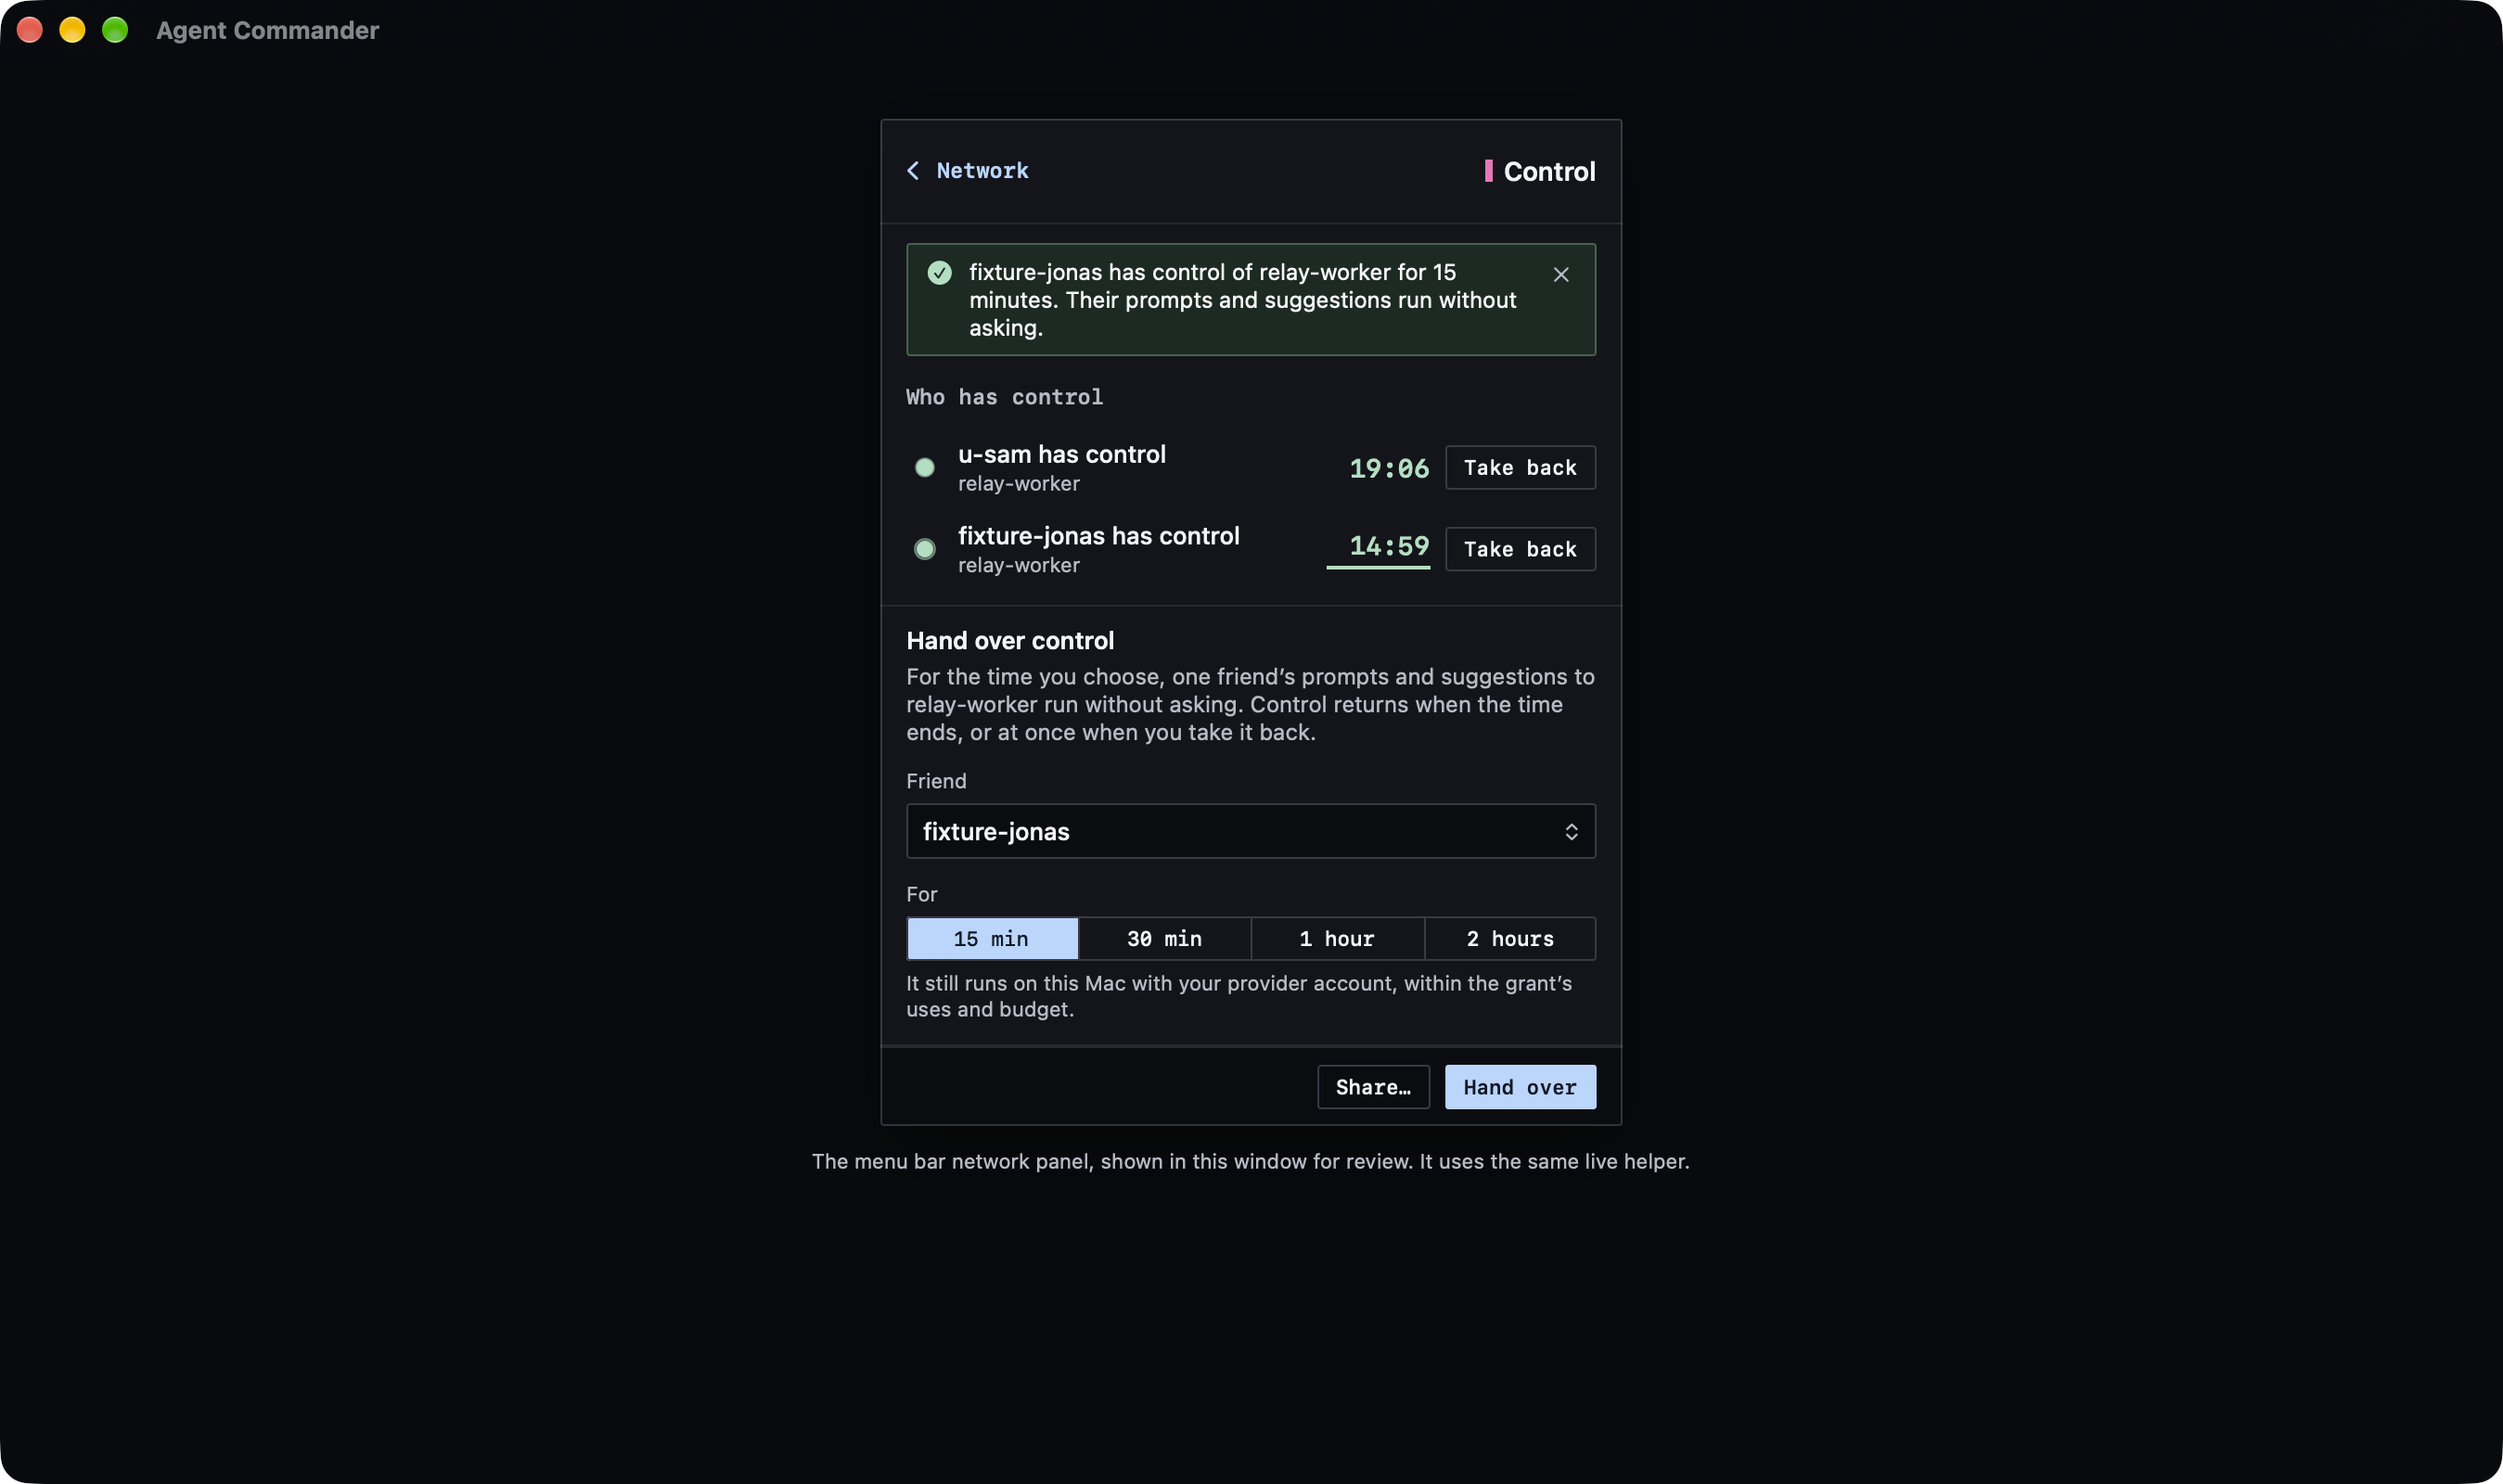 Agent Commander
Network
Control
fixture-jonas has control of relay-worker for 15
minutes. Their prompts and suggestions run without
asking.
Who has control
u-sam has control
relay-worker
19:06
Take back
fixture-jonas has control
relay-worker
14:59
Take back
Hand over control
For the time you choose, one friend’s prompts and suggestions to
relay-worker run without asking. Control returns when the time
ends, or at once when you take it back.
Friend
fixture-jonas
For
15 min
30 min
1 hour
2 hours
It still runs on this Mac with your provider account, within the grant’s
uses and budget.
Share…
Hand over
The menu bar network panel, shown in this window for review. It uses the same live helper.